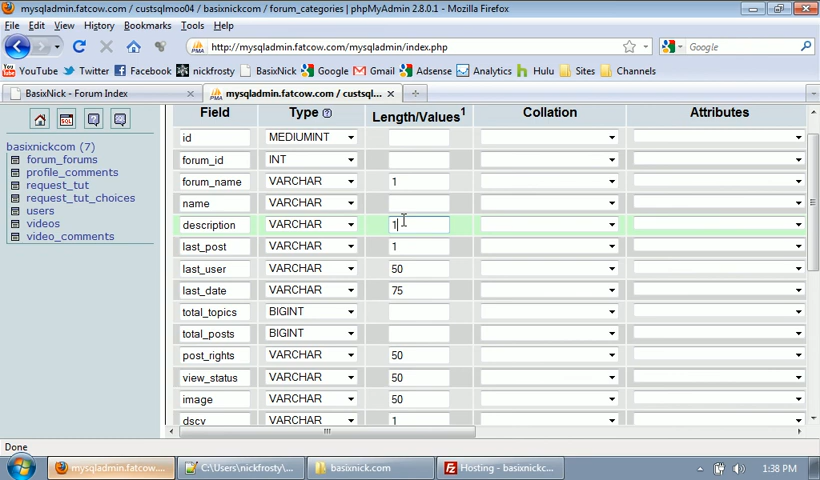 mysqladmin.fatcow.com / custsqlmoo04 / basixnickcom / forum_categories | phpMyAdmin 2.8.0.1 - Mozilla Firefox
File Edit View History Bookmarks Tools Help
http://mysqladmin.fatcow.com/mysqladmin/index.php
Google
YouTube Twitter Facebook nickfrosty BasixNick Google Gmail Adsense Analytics Hulu Sites Channels
BasixNick - Forum Index mysqladmin.fatcow.com / custsql...
Field Type Length/Values1 Collation Attributes
basixnickcom (7)
forum_forums
profile_comments
request_tut
request_tut_choices
users
videos
video_comments
id MEDIUMINT
forum_id INT
forum_name VARCHAR 1
name VARCHAR
description VARCHAR 1
last_post VARCHAR 1
last_user VARCHAR 50
last_date VARCHAR 75
total_topics BIGINT
total_posts BIGINT
post_rights VARCHAR 50
view_status VARCHAR 50
image VARCHAR 50
dscv VARCHAR 1
Done
mysqladmin.fatcow.... C:\Users\nickfrosty\... basixnick.com Hosting - basixnickc... 1:38 PM